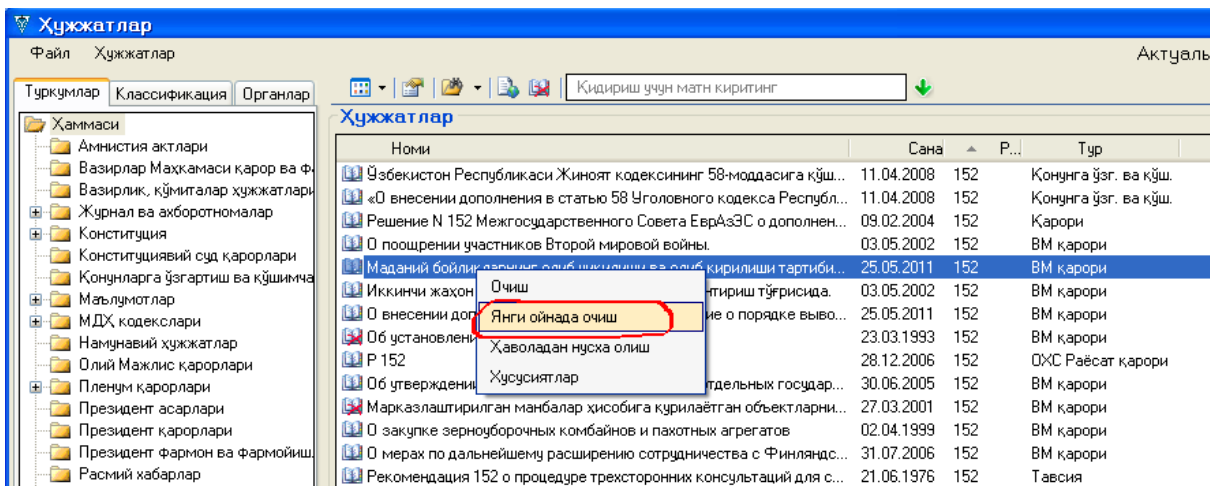 Ҳужжатлар
Файл Ҳужжатлар Актуаль
Туркумлар Классификация Органлар Қидириш учун матн киритинг
Ҳаммаси
Амнистия актлари
Вазирлар Маҳкамаси қарор ва ф
Вазирлик, қўмиталар ҳужжатлари
Журнал ва ахборотномалар
Конституция
Конституциявий суд қарорлари
Қонунларга ўзгартиш ва қўшимча
Маълумотлар
МДҲ кодекслари
Намунавий ҳужжатлар
Олий Мажлис қарорлари
Пленум қарорлари
Президент асарлари
Президент қарорлари
Президент фармон ва фармойиш
Расмий хабарлар
Ҳужжатлар
Номи Сана Р... Тур
Ўзбекистон Республикаси Жиноят кодексининг 58-моддасига қўш... 11.04.2008 152 Қонунга ўзг. ва қўш.
«О внесении дополнения в статью 58 Уголовного кодекса Республ... 11.04.2008 152 Қонунга ўзг. ва қўш.
Решение N 152 Межгосударственного Совета ЕврАзЭС о дополнен... 09.02.2004 152 Қарори
О поощрении участников Второй мировой войны. 03.05.2002 152 ВМ қарори
Маданий бойликларнинг олиб чиқилиши ва олиб кирилиши тартиби... 25.05.2011 152 ВМ қарори
Иккинчи жаҳон нтириш тўғрисида. 03.05.2002 152 ВМ қарори
О внесении доп ие о порядке выво... 25.05.2011 152 ВМ қарори
Об установлени 23.03.1993 152 ВМ қарори
Р 152 28.12.2006 152 ОХС Раёсат қарори
Об утверждении тдельных государ... 30.06.2005 152 ВМ қарори
Марказлаштирилган манбалар ҳисобига қурилаётган объектларни... 27.03.2001 152 ВМ қарори
О закупке зерноуборочных комбайнов и пахотных агрегатов 02.04.1999 152 ВМ қарори
О мерах по дальнейшему расширению сотрудничества с Финлянд... 31.07.2006 152 ВМ қарори
Рекомендация 152 о процедуре трехсторонних консультаций для с... 21.06.1976 152 Тавсия
Очиш
Янги ойнада очиш
Ҳаволадан нусха олиш
Хусусиятлар